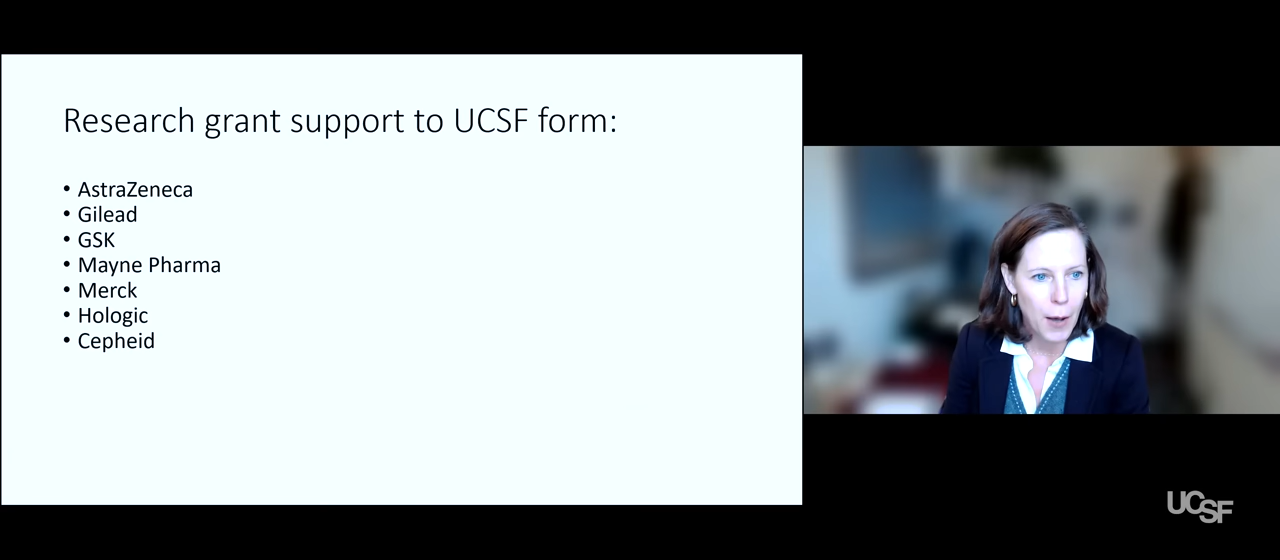 Research grant support to UCSF form:
• AstraZeneca
• Gilead
• GSK
• Mayne Pharma
• Merck
• Hologic
• Cepheid
UCSF